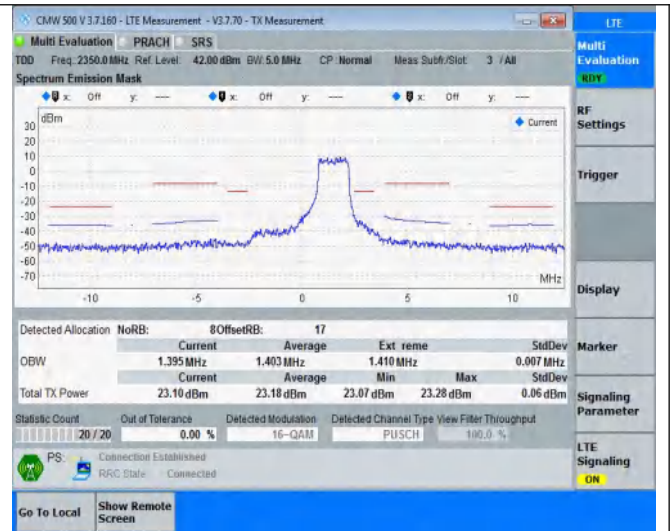 CMW 500 V 3.7.160 - LTE Measurement - V3.7.70 - TX Measurement
LTE
Multi Evaluation PRACH SRS
Multi Evaluation
RDY
TDD Freq.: 2350.0 MHz Ref. Level: 42.00 dBm BW: 5.0 MHz CP: Normal Meas Subfr./Slot: 3 / All
Spectrum Emission Mask
x: Off y: --- x: Off y: --- x: Off y: ---
dBm
Current
30
20
10
0
-10
-20
-30
-40
-50
-60
-70
MHz
-10 -5 0 5 10
RF Settings
Trigger
Display
Marker
Signaling Parameter
LTE Signaling
ON
Detected Allocation NoRB: 8OffsetRB: 17
Current Average Ext reme StdDev
OBW 1.395 MHz 1.403 MHz 1.410 MHz 0.007 MHz
Current Average Min Max StdDev
Total TX Power 23.10 dBm 23.18 dBm 23.07 dBm 23.28 dBm 0.06 dBm
Statistic Count Out of Tolerance Detected Modulation Detected Channel Type View Filter Throughput
20 / 20 0.00 % 16-QAM PUSCH 100.0 %
PS: Connection Established
RRC State Connected
Go To Local
Show Remote Screen